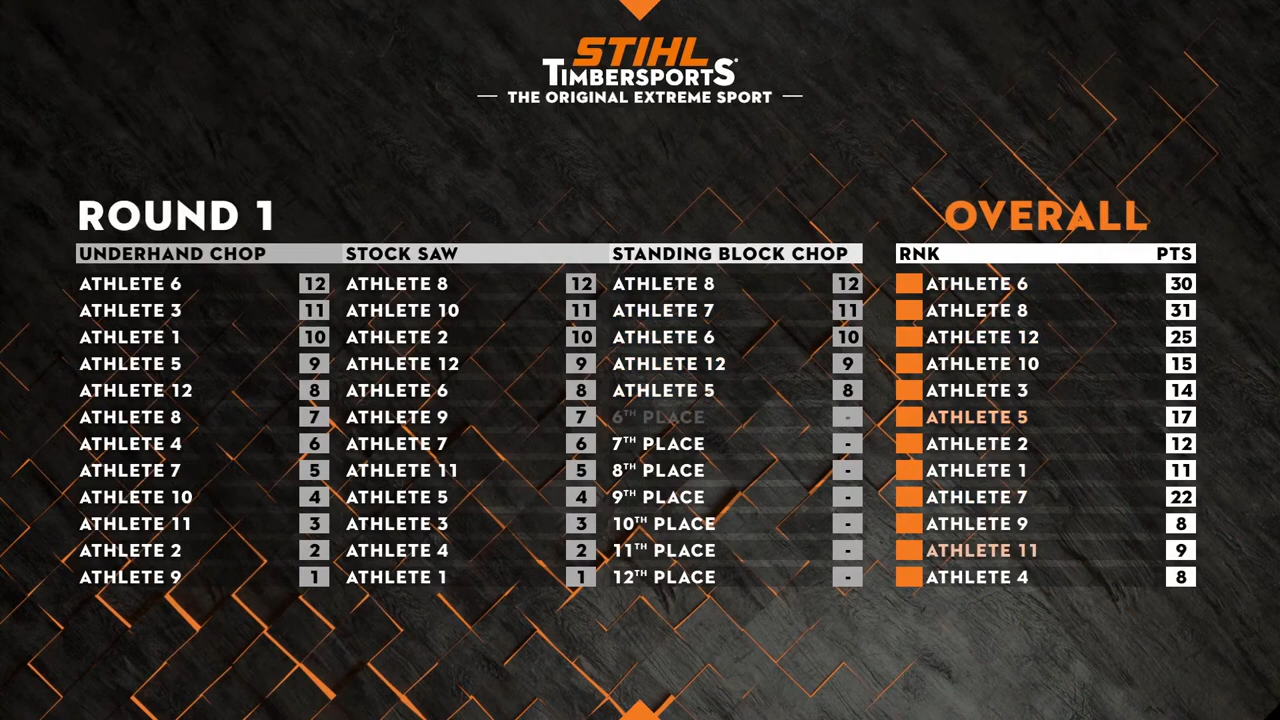 STIHL
TIMBERSPORTS®
THE ORIGINAL EXTREME SPORT
ROUND 1 OVERALL
UNDERHAND CHOP STOCK SAW STANDING BLOCK CHOP RNK PTS
ATHLETE 6 12 ATHLETE 8 12 ATHLETE 8 12 ATHLETE 6 30
ATHLETE 3 11 ATHLETE 10 11 ATHLETE 7 11 ATHLETE 8 31
ATHLETE 1 10 ATHLETE 2 10 ATHLETE 6 10 ATHLETE 12 25
ATHLETE 5 9 ATHLETE 12 9 ATHLETE 12 9 ATHLETE 10 15
ATHLETE 12 8 ATHLETE 6 8 ATHLETE 5 8 ATHLETE 3 14
ATHLETE 8 7 ATHLETE 9 7 6TH PLACE - ATHLETE 5 17
ATHLETE 4 6 ATHLETE 7 6 7TH PLACE - ATHLETE 2 12
ATHLETE 7 5 ATHLETE 11 5 8TH PLACE - ATHLETE 1 11
ATHLETE 10 4 ATHLETE 5 4 9TH PLACE - ATHLETE 7 22
ATHLETE 11 3 ATHLETE 3 3 10TH PLACE - ATHLETE 9 8
ATHLETE 2 2 ATHLETE 4 2 11TH PLACE - ATHLETE 11 9
ATHLETE 9 1 ATHLETE 1 1 12TH PLACE - ATHLETE 4 8